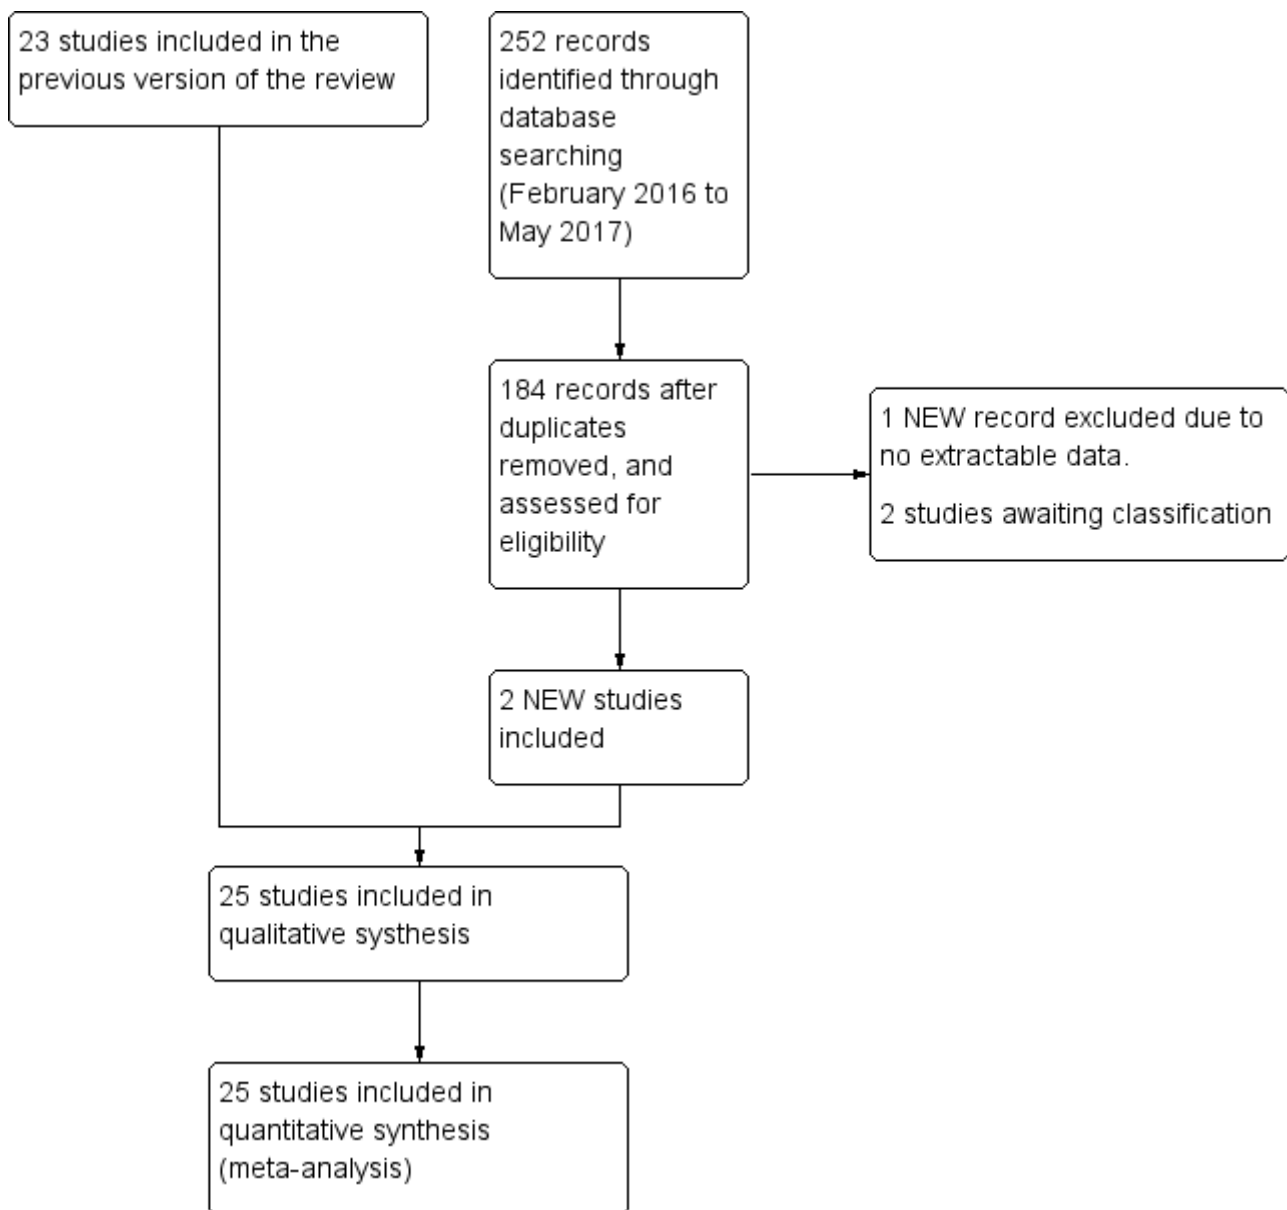 23 studies included in the
previous version of the review
252 records
identified through
database
searching
(February 2016 to
May 2017)
184 records after
duplicates
removed, and
assessed for
eligibility
1 NEW record excluded due to
no extractable data.
2 studies awaiting classification
2 NEW studies
included
25 studies included in
qualitative systhesis
25 studies included in
quantitative synthesis
(meta-analysis)